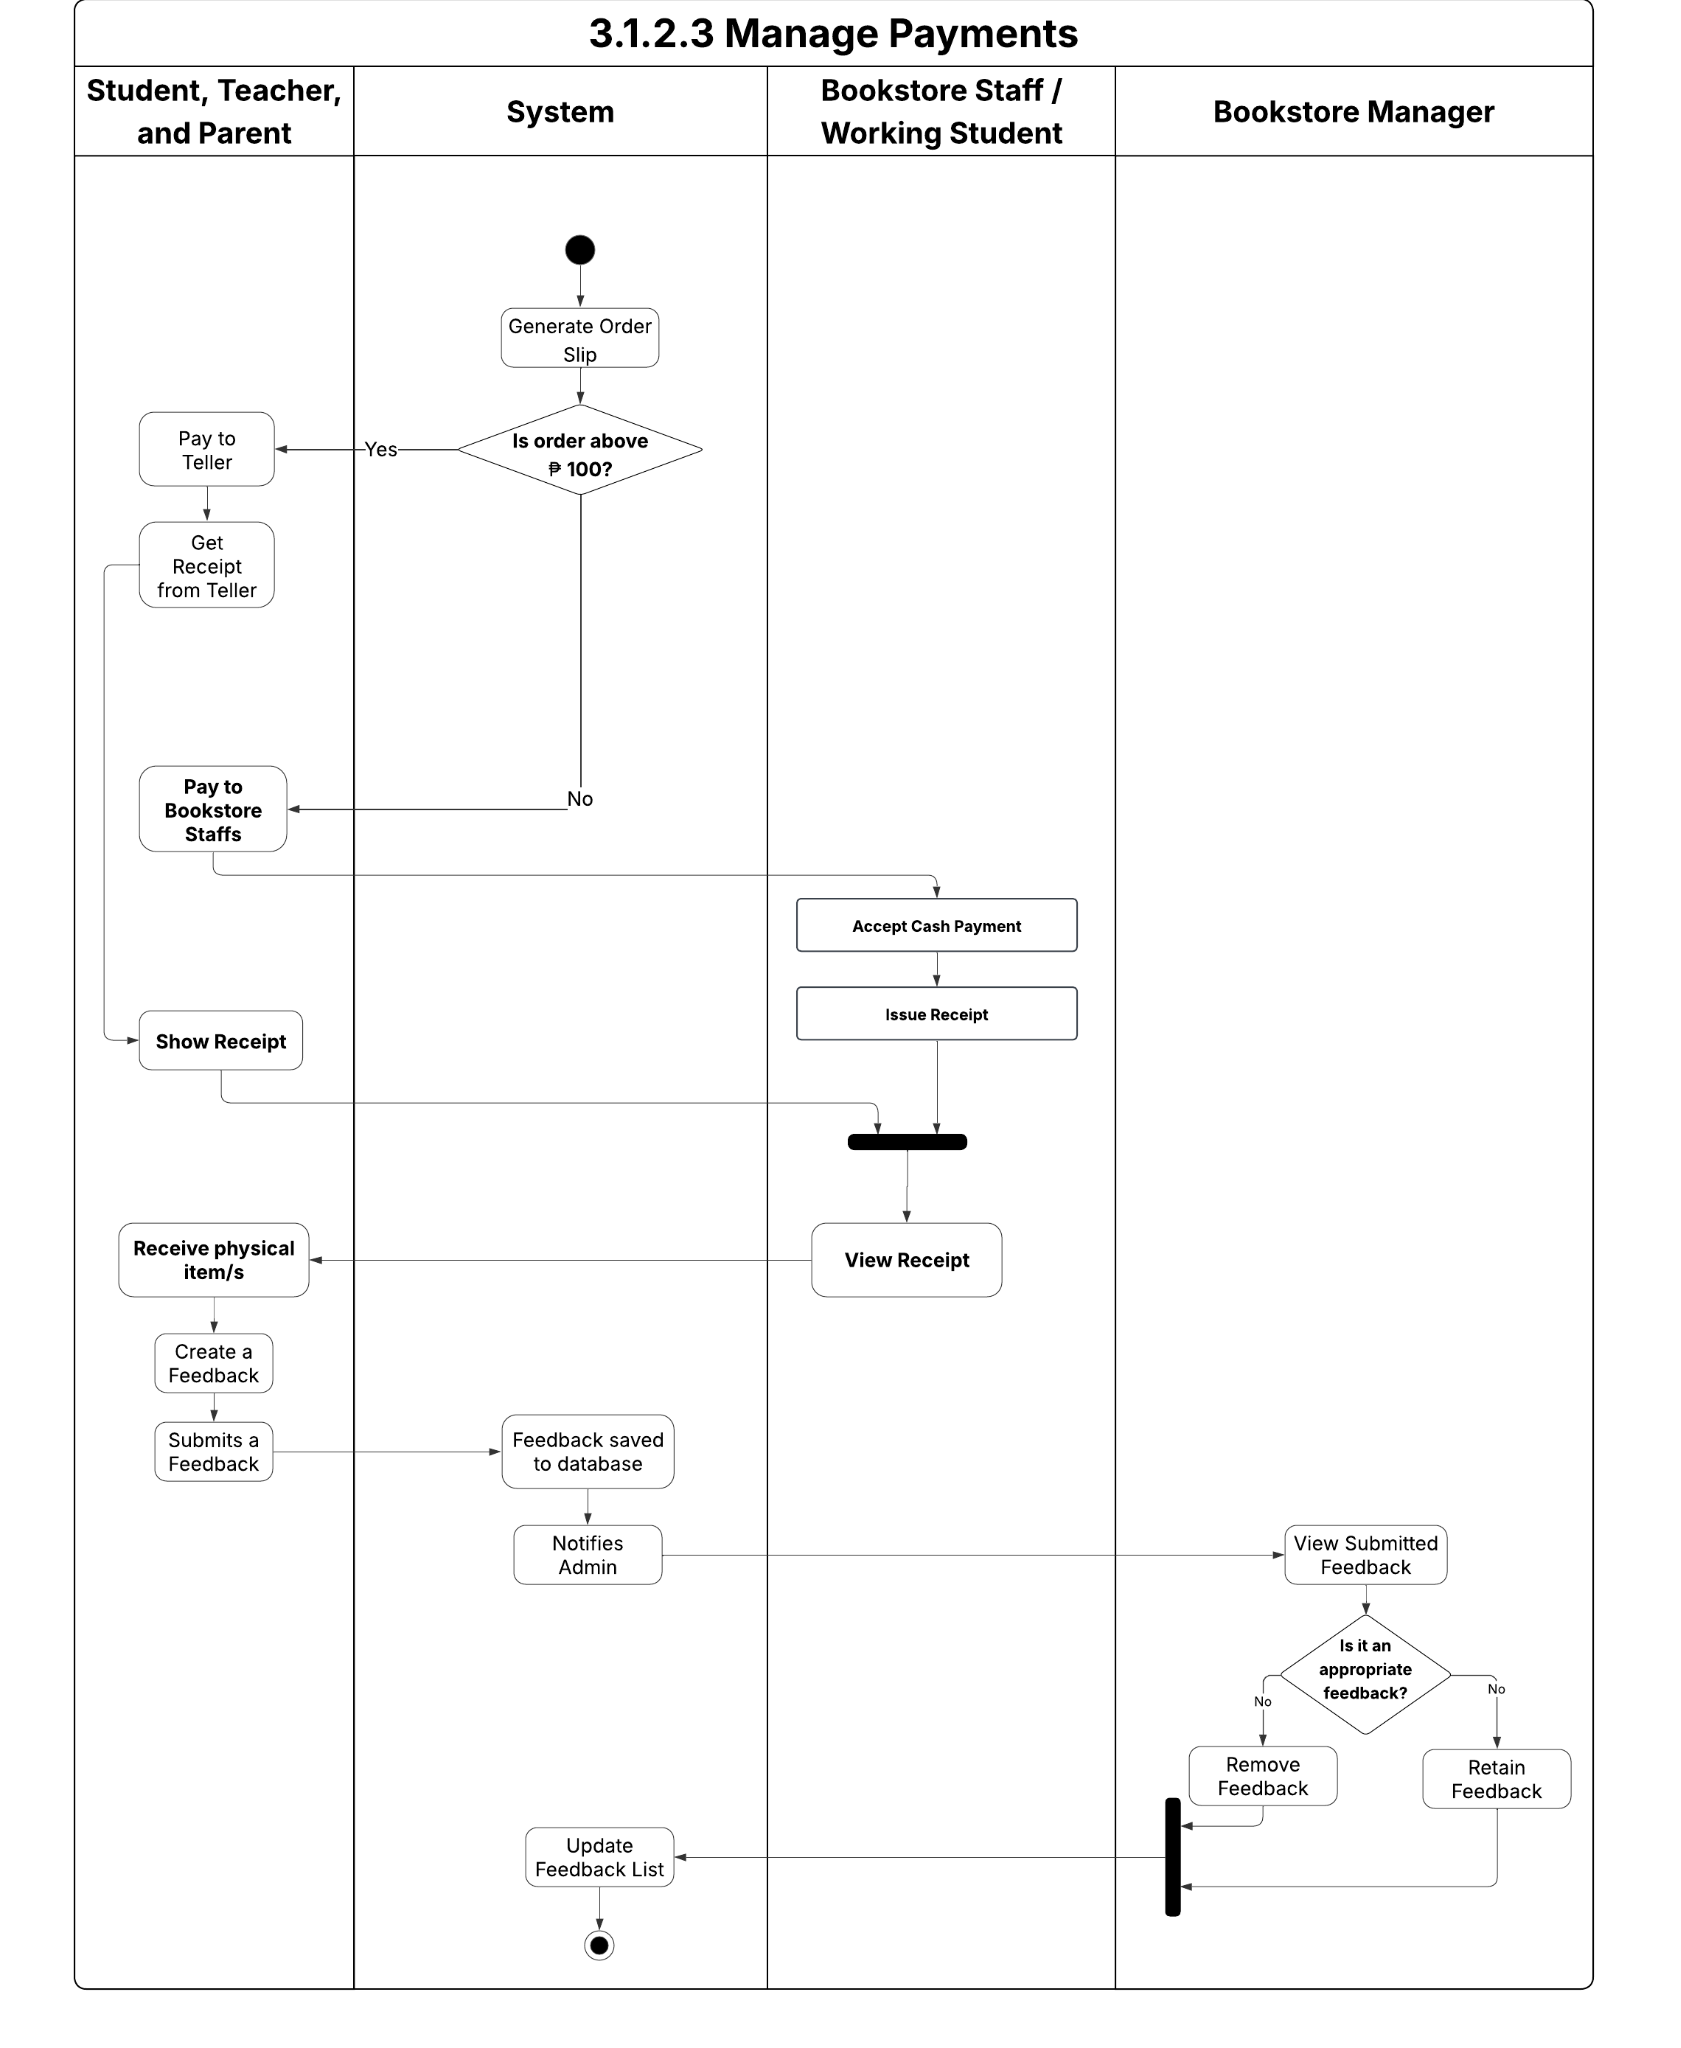 3.1.2.3 Manage Payments
Student, Teacher,
and Parent
System
Bookstore Staff /
Working Student
Bookstore Manager
Generate Order
Slip
Is order above
₱ 100?
Yes
Pay to
Teller
Get
Receipt
from Teller
No
Pay to
Bookstore
Staffs
Accept Cash Payment
Issue Receipt
Show Receipt
View Receipt
Receive physical
item/s
Create a
Feedback
Submits a
Feedback
Feedback saved
to database
Notifies
Admin
View Submitted
Feedback
Is it an
appropriate
feedback?
No
No
Remove
Feedback
Retain
Feedback
Update
Feedback List